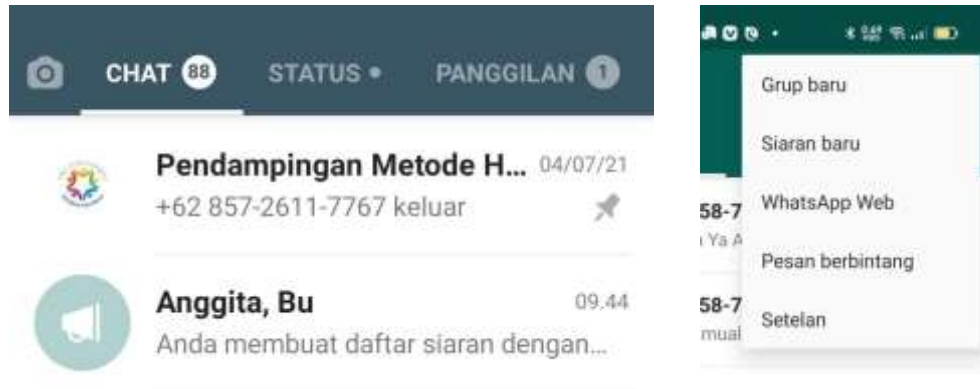 CHAT 88 STATUS • PANGGILAN 1
Pendampingan Metode H... 04/07/21
+62 857-2611-7767 keluar
Anggita, Bu 09.44
Anda membuat daftar siaran dengan...
Grup baru
Siaran baru
58-7 WhatsApp Web
Ya A
Pesan berbintang
58-7 Setelan
mual